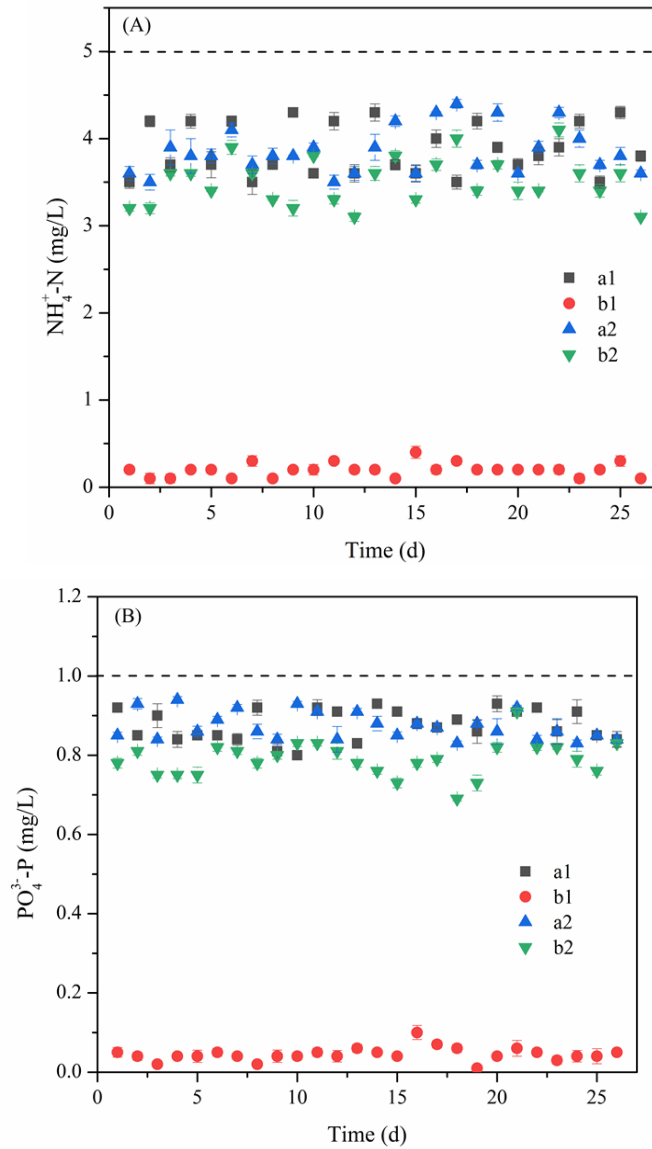 (A)
5
4
3
2
1
0
NH₄⁺-N (mg/L)
a1
b1
a2
b2
0 5 10 15 20 25
Time (d)
(B)
1.2
1.0
0.8
0.6
0.4
0.2
0.0
PO₄³⁻-P (mg/L)
a1
b1
a2
b2
0 5 10 15 20 25
Time (d)